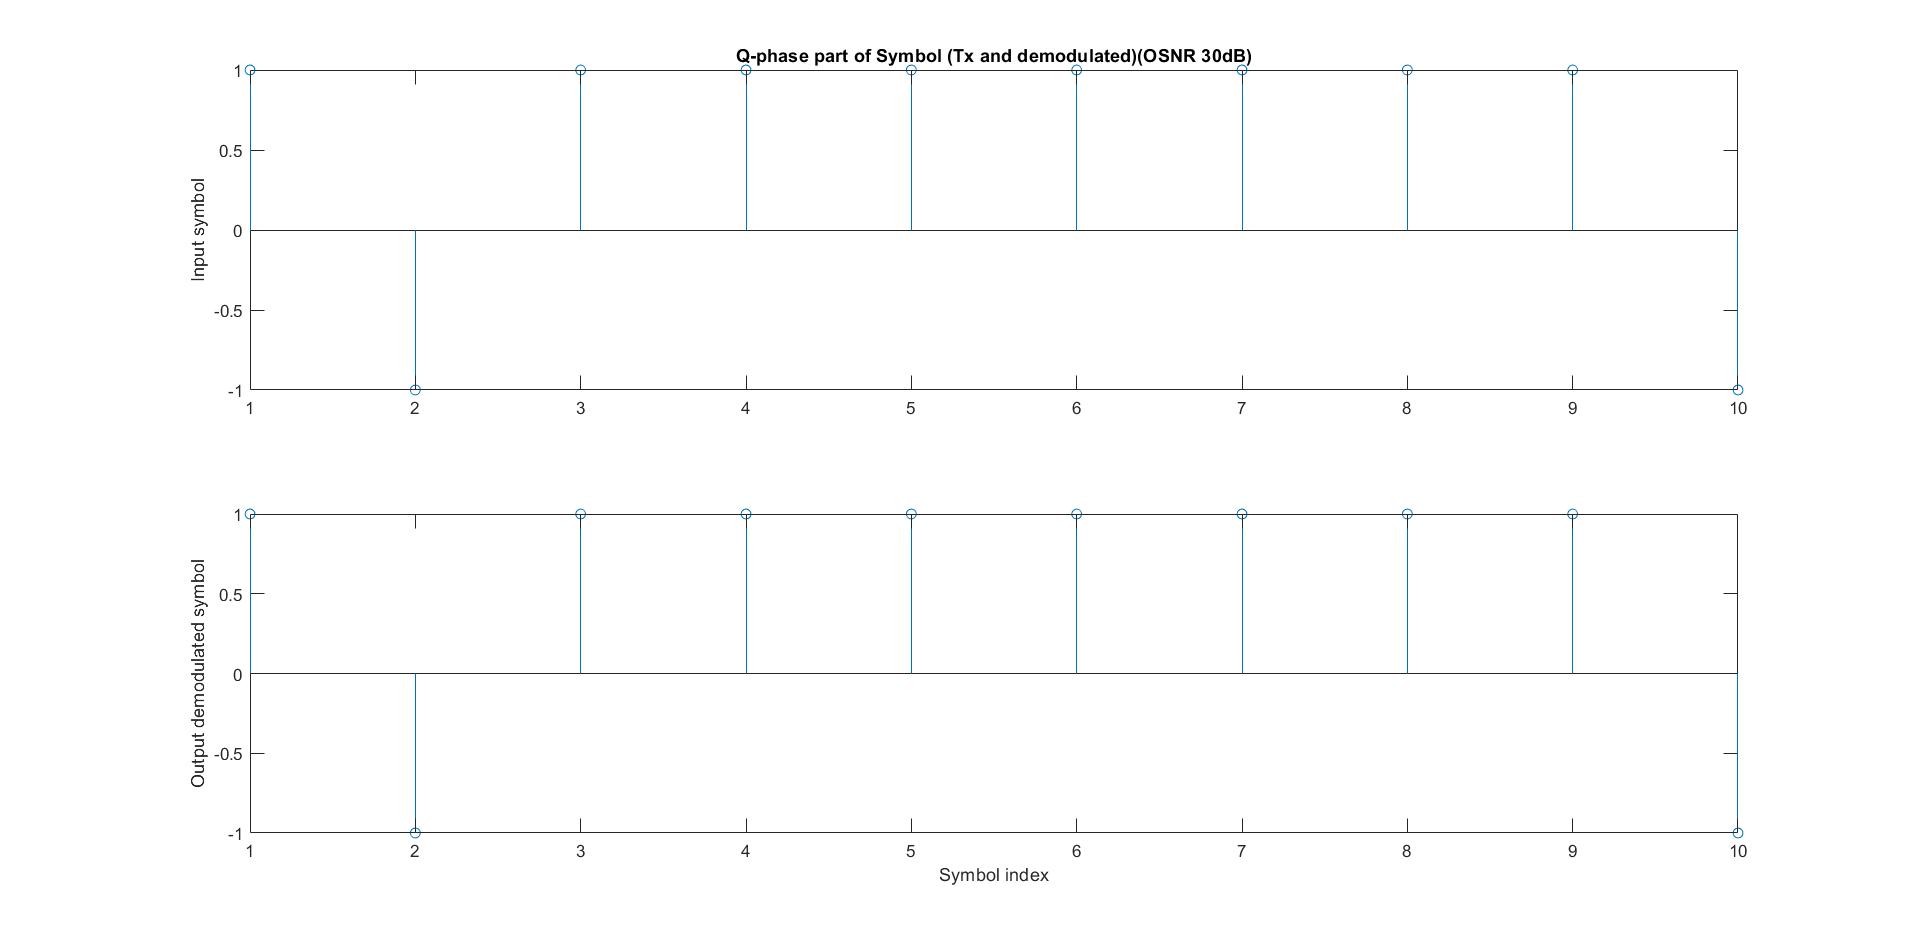 Q-phase part of Symbol (Tx and demodulated)(OSNR 30dB)
1
0.5
0
-0.5
-1
Input symbol
1 2 3 4 5 6 7 8 9 10
1
0.5
0
-0.5
-1
Output demodulated symbol
1 2 3 4 5 6 7 8 9 10
Symbol index